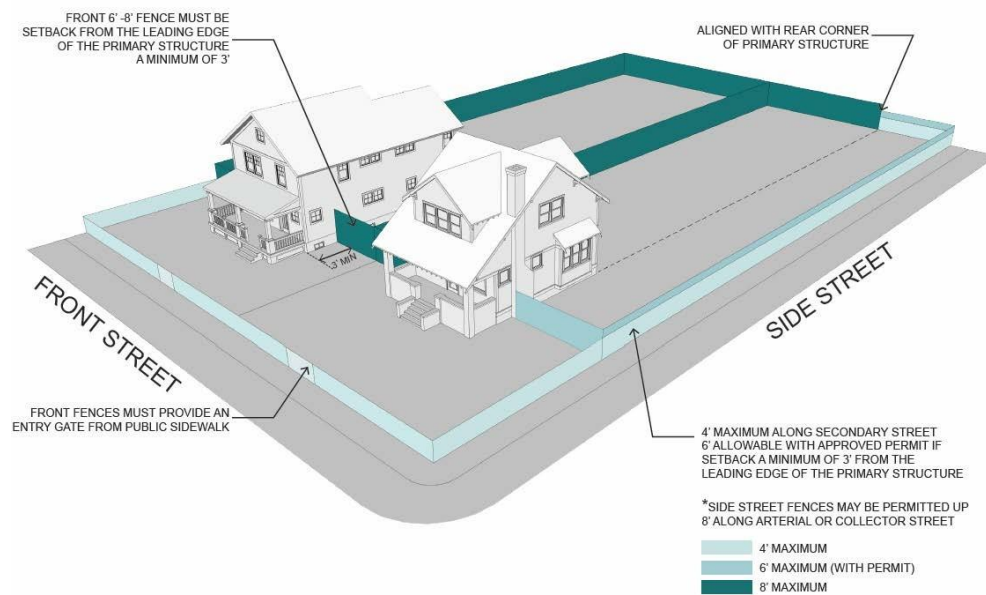 FRONT 6' -8' FENCE MUST BE
SETBACK FROM THE LEADING EDGE
OF THE PRIMARY STRUCTURE
A MINIMUM OF 3'
ALIGNED WITH REAR CORNER
OF PRIMARY STRUCTURE
3' MIN
FRONT STREET
SIDE STREET
FRONT FENCES MUST PROVIDE AN
ENTRY GATE FROM PUBLIC SIDEWALK
4' MAXIMUM ALONG SECONDARY STREET
6' ALLOWABLE WITH APPROVED PERMIT IF
SETBACK A MINIMUM OF 3' FROM THE
LEADING EDGE OF THE PRIMARY STRUCTURE
*SIDE STREET FENCES MAY BE PERMITTED UP
8' ALONG ARTERIAL OR COLLECTOR STREET
4' MAXIMUM
6' MAXIMUM (WITH PERMIT)
8' MAXIMUM